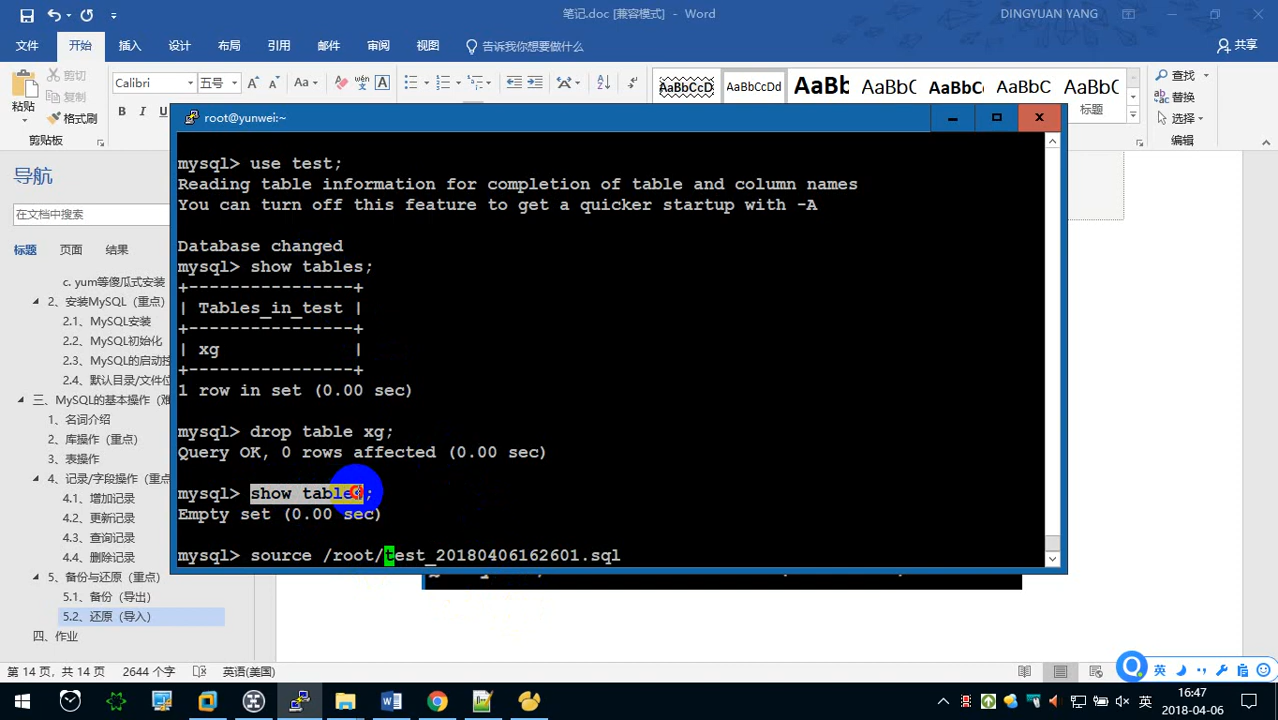 笔记.doc [兼容模式] - Word
DINGYUAN YANG
文件 开始 插入 设计 布局 引用 邮件 审阅 视图 告诉我你想要做什么 共享
粘贴 剪切 复制 格式刷
剪贴板
Calibri 五号
AaBbCcD AaBbCcDd AaBb AaBbC AaBbC AaBbC AaBbC
标题
查找
替换
选择
编辑
导航
在文档中搜索
标题 页面 结果
c. yum等傻瓜式安装
2、安装MySQL（重点）
2.1、MySQL安装
2.2、MySQL初始化
2.3、MySQL的启动控
2.4、默认目录/文件位
三、MySQL的基本操作（难
1、名词介绍
2、库操作（重点）
3、表操作
4、记录/字段操作（重点
4.1、增加记录
4.2、更新记录
4.3、查询记录
4.4、删除记录
5、备份与还原（重点）
5.1、备份（导出）
5.2、还原（导入）
四、作业
root@yunwei:~
mysql> use test;
Reading table information for completion of table and column names
You can turn off this feature to get a quicker startup with -A
Database changed
mysql> show tables;
+----------------+
| Tables_in_test |
+----------------+
| xg             |
+----------------+
1 row in set (0.00 sec)
mysql> drop table xg;
Query OK, 0 rows affected (0.00 sec)
mysql> show tables;
Empty set (0.00 sec)
mysql> source /root/test_20180406162601.sql
第 14 页，共 14 页 2644 个字 英语(美国)
英
英 16:47
2018-04-06